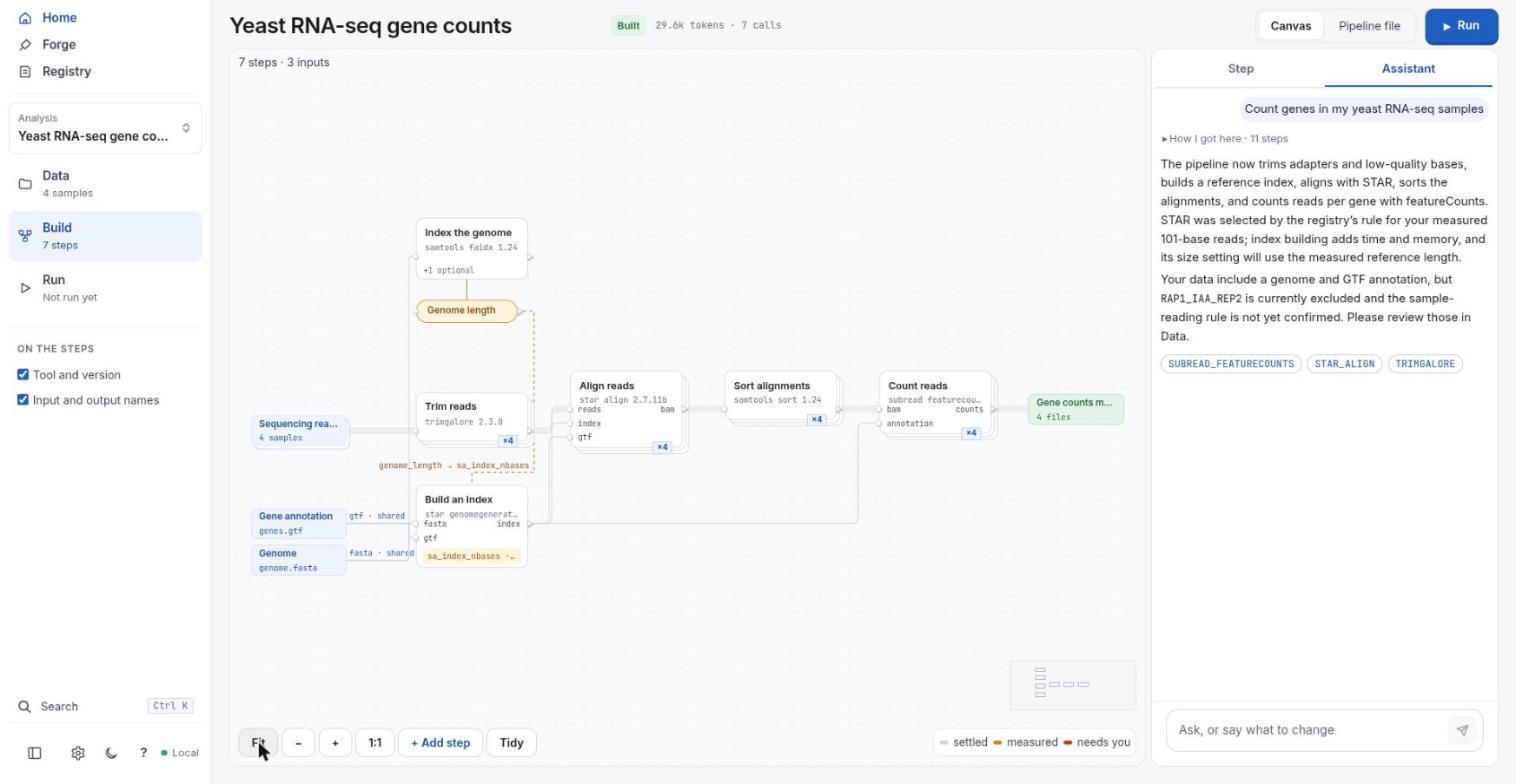 Home
Forge
Registry
Analysis
Yeast RNA-seq gene co...
Data
4 samples
Build
7 steps
Run
Not run yet
ON THE STEPS
Tool and version
Input and output names
Search
Ctrl K
?
Local
Yeast RNA-seq gene counts
Built
29.6k tokens · 7 calls
Canvas
Pipeline file
Run
7 steps · 3 inputs
Index the genome
samtools faidx 1.24
+1 optional
Genome length
Trim reads
trimgalore 2.3.0
×4
Sequencing rea...
4 samples
genome_length → sa_index_nbases
Build an index
star genomegenerat…
fasta index
gtf
sa_index_nbases ·…
Gene annotation
genes.gtf
gtf · shared
Genome
genome.fasta
fasta · shared
Align reads
star align 2.7.11b
reads bam
index
gtf
×4
Sort alignments
samtools sort 1.24
×4
Count reads
subread featurecou…
bam counts
annotation
×4
Gene counts m...
4 files
− + 1:1 + Add step Tidy
settled measured needs you
Step
Assistant
Count genes in my yeast RNA-seq samples
How I got here · 11 steps
The pipeline now trims adapters and low-quality bases,
builds a reference index, aligns with STAR, sorts the
alignments, and counts reads per gene with featureCounts.
STAR was selected by the registry's rule for your measured
101-base reads; index building adds time and memory, and
its size setting will use the measured reference length.
Your data include a genome and GTF annotation, but
RAP1_IAA_REP2 is currently excluded and the sample-
reading rule is not yet confirmed. Please review those in
Data.
SUBREAD_FEATURECOUNTS STAR_ALIGN TRIMGALORE
Ask, or say what to change